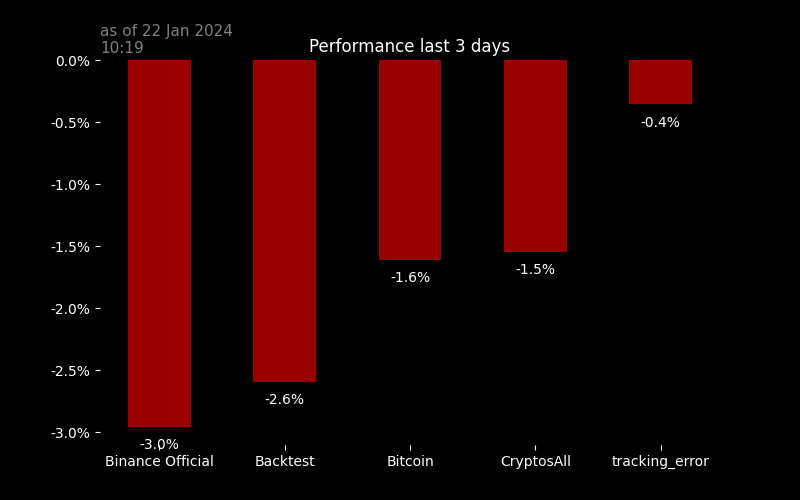 as of 22 Jan 2024
10:19
Performance last 3 days
0.0%
-0.5%
-1.0%
-1.5%
-2.0%
-2.5%
-3.0%
-3.0%
-2.6%
-1.6%
-1.5%
-0.4%
Binance Official
Backtest
Bitcoin
CryptosAll
tracking_error